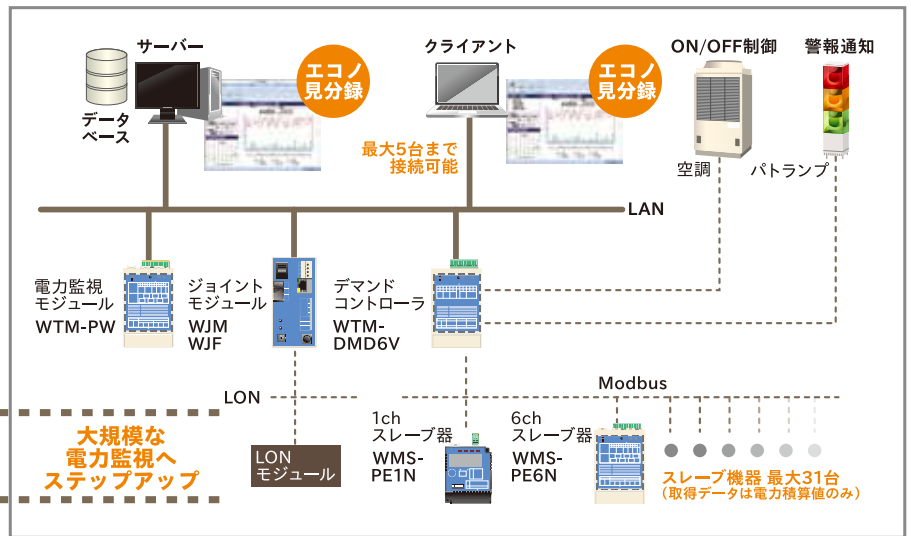 サーバー
エコノ
見分録
データ
ベース
クライアント
エコノ
見分録
最大5台まで
接続可能
ON/OFF制御
警報通知
空調
パトランプ
LAN
電力監視
モジュール
WTM-PW
ジョイント
モジュール
WJM
WJF
デマンド
コントローラ
WTM-
DMD6V
LON
Modbus
大規模な
電力監視へ
ステップアップ
LON
モジュール
1ch
スレーブ器
WMS-
PE1N
6ch
スレーブ器
WMS-
PE6N
スレーブ機器 最大31台
(取得データは電力積算値のみ)